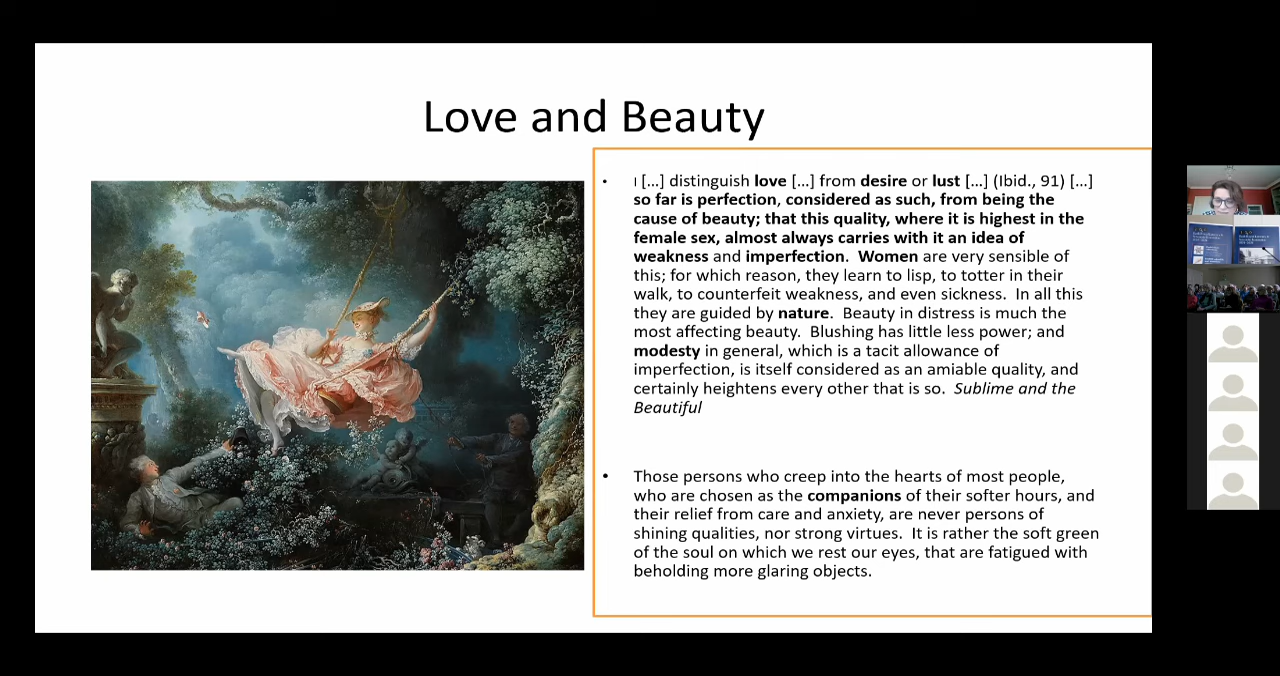 Love and Beauty
• I […] distinguish love […] from desire or lust […] (Ibid., 91) […]
so far is perfection, considered as such, from being the
cause of beauty; that this quality, where it is highest in the
female sex, almost always carries with it an idea of
weakness and imperfection.  Women are very sensible of
this; for which reason, they learn to lisp, to totter in their
walk, to counterfeit weakness, and even sickness.  In all this
they are guided by nature.  Beauty in distress is much the
most affecting beauty.  Blushing has little less power; and
modesty in general, which is a tacit allowance of
imperfection, is itself considered as an amiable quality, and
certainly heightens every other that is so.  Sublime and the
Beautiful
• Those persons who creep into the hearts of most people,
who are chosen as the companions of their softer hours, and
their relief from care and anxiety, are never persons of
shining qualities, nor strong virtues.  It is rather the soft green
of the soul on which we rest our eyes, that are fatigued with
beholding more glaring objects.